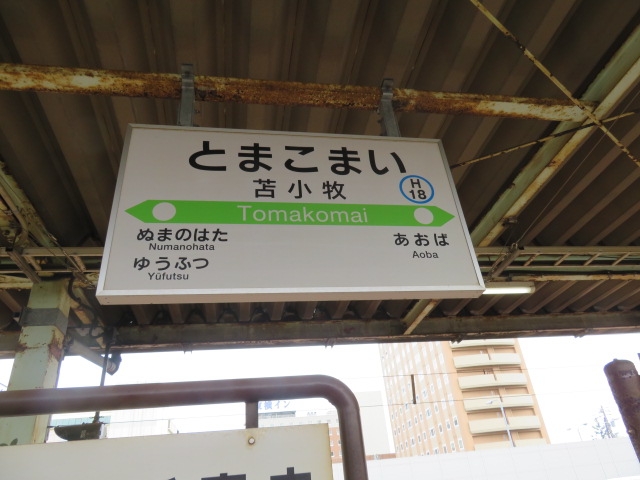 とまこまい
苫小牧
H
18
Tomakomai
ぬまのはた
Numanohata
ゆうふつ
Yūfutsu
あおば
Aoba